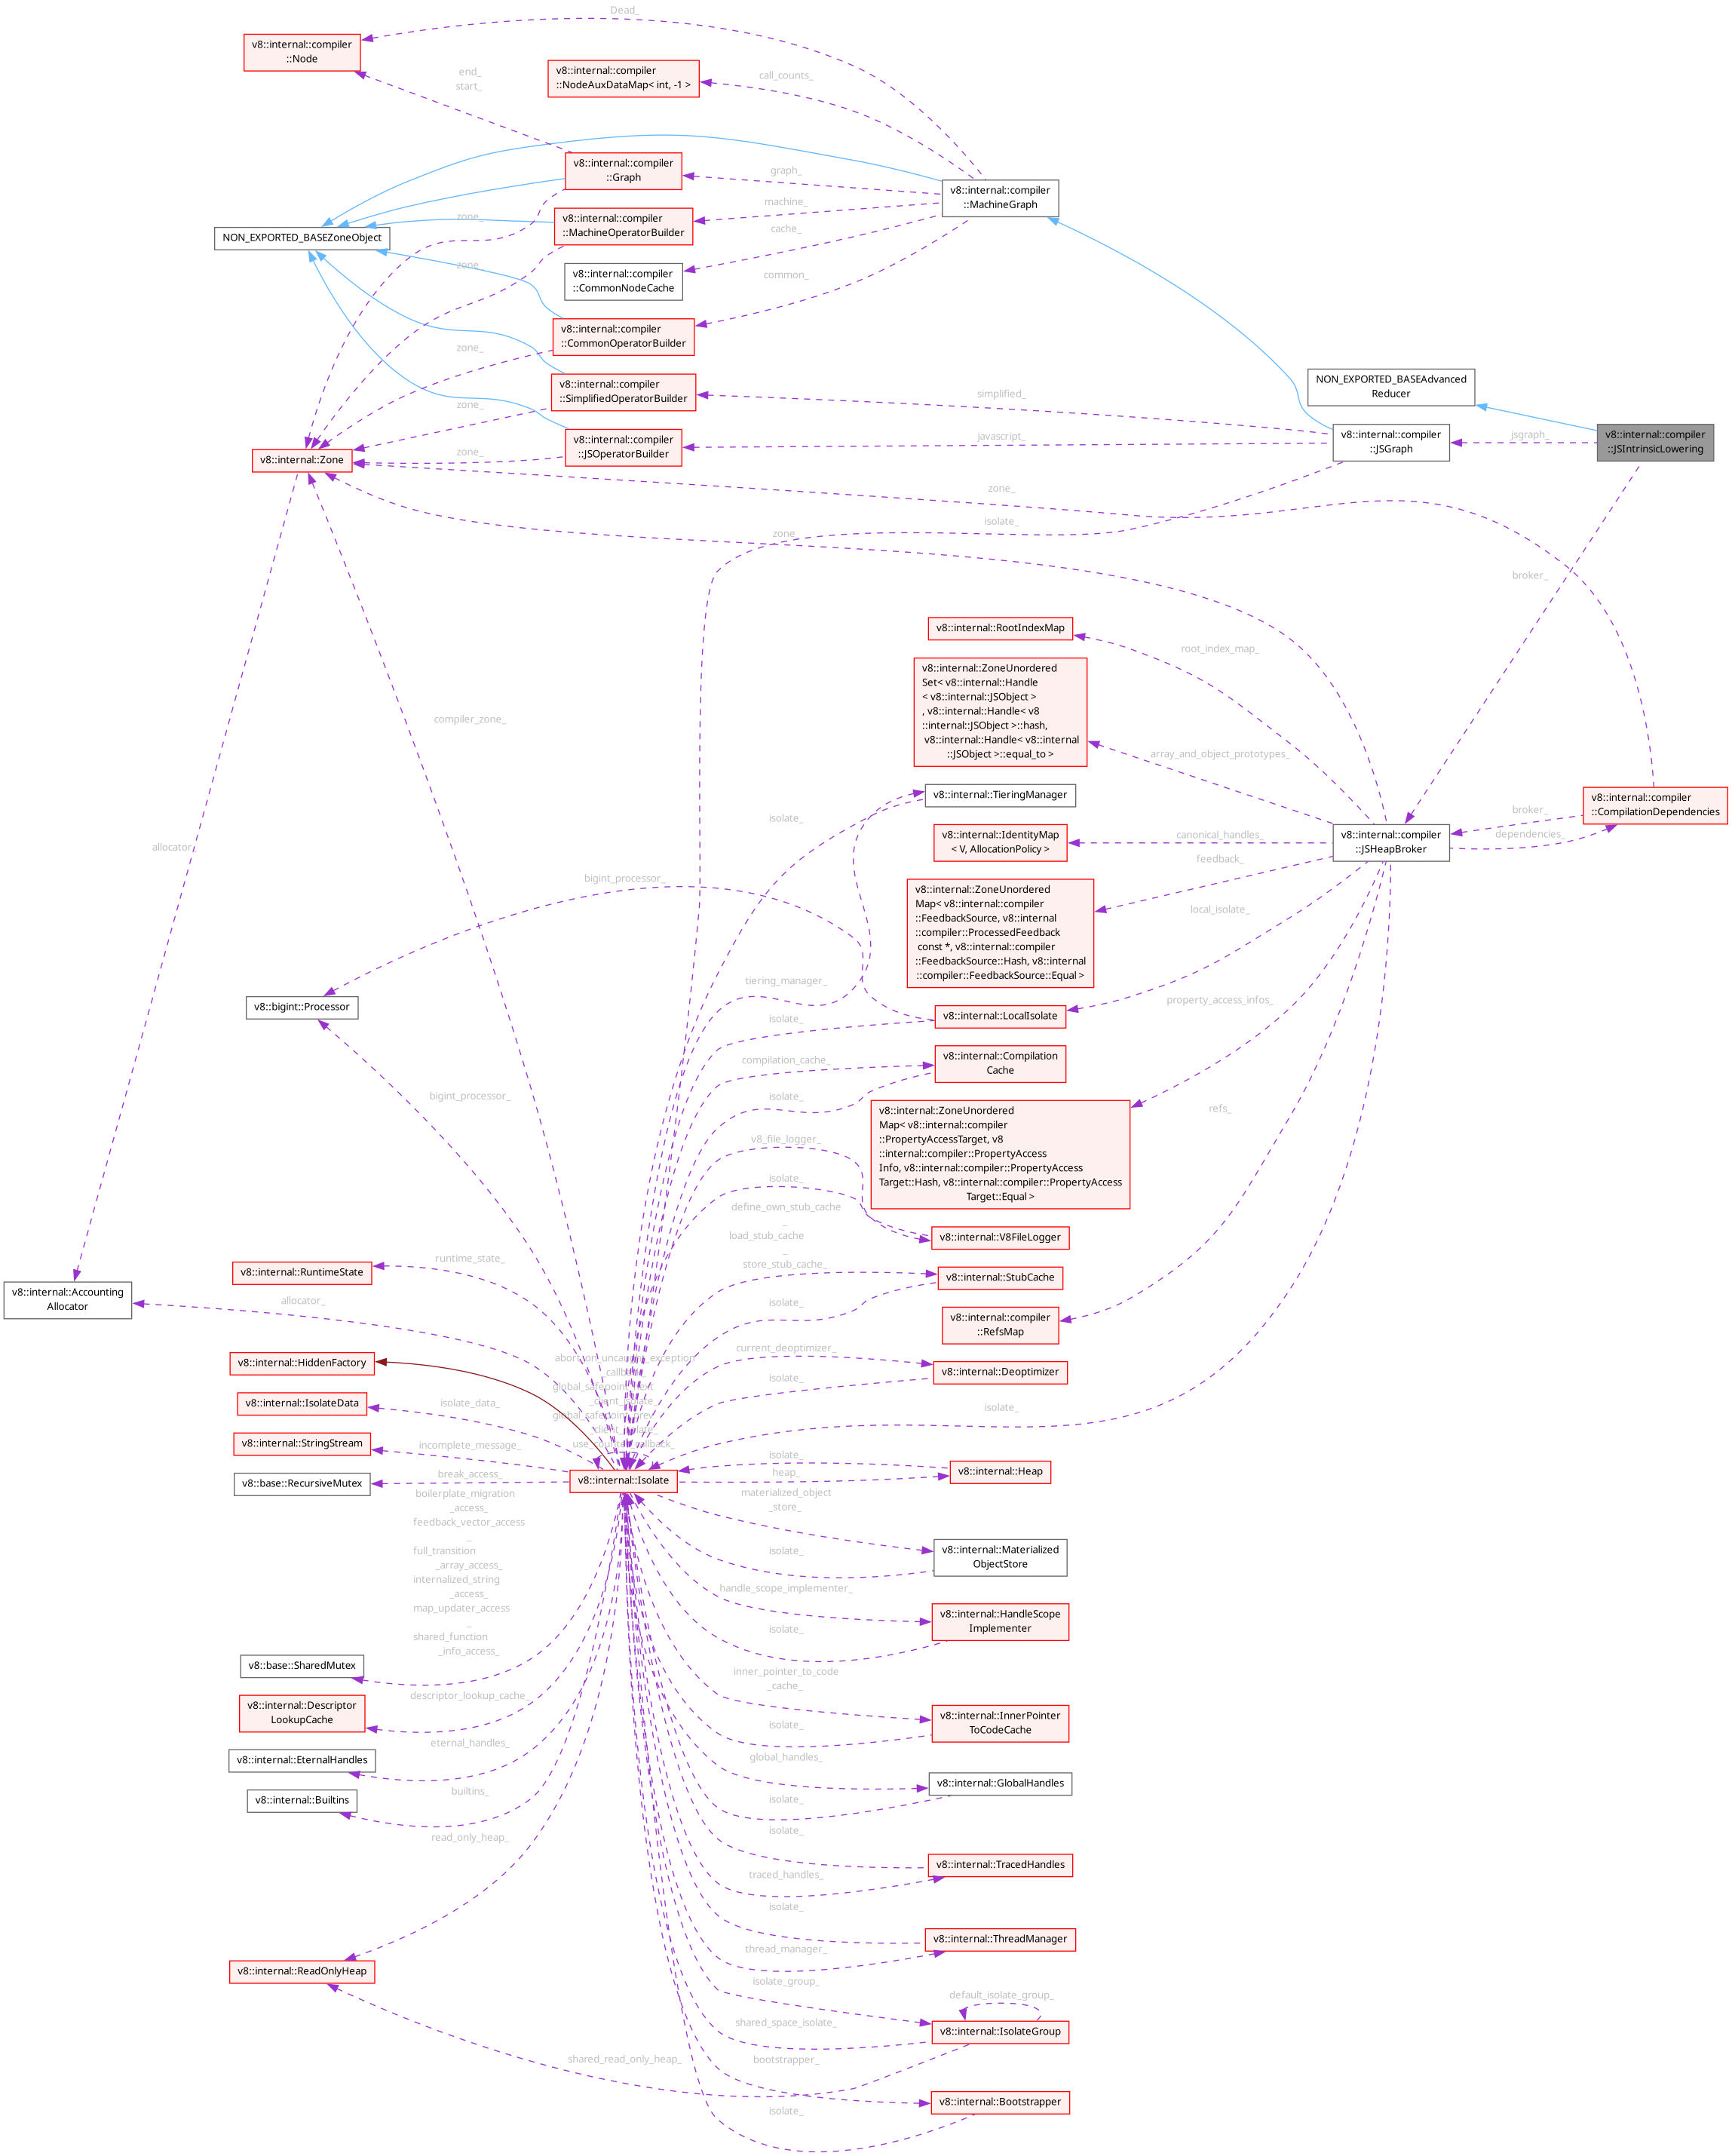 Dead_
v8::internal::compiler
::Node
end_
start_
v8::internal::compiler
::NodeAuxDataMap< int, -1 >
call_counts_
v8::internal::compiler
::Graph
graph_
v8::internal::compiler
::MachineGraph
NON_EXPORTED_BASEZoneObject
zone_
v8::internal::compiler
::MachineOperatorBuilder
machine_
zone_
v8::internal::compiler
::CommonNodeCache
cache_
common_
zone_
v8::internal::compiler
::CommonOperatorBuilder
zone_
v8::internal::compiler
::SimplifiedOperatorBuilder
simplified_
NON_EXPORTED_BASEAdvanced
Reducer
v8::internal::Zone
zone_
v8::internal::compiler
::JSOperatorBuilder
javascript_
v8::internal::compiler
::JSGraph
jsgraph_
v8::internal::compiler
::JSIntrinsicLowering
zone_
isolate_
zone_
broker_
compiler_zone_
v8::internal::RootIndexMap
root_index_map_
v8::internal::ZoneUnordered
Set< v8::internal::Handle
< v8::internal::JSObject >
, v8::internal::Handle< v8
::internal::JSObject >::hash,
v8::internal::Handle< v8::internal
::JSObject >::equal_to >
array_and_object_prototypes_
v8::internal::TieringManager
isolate_
v8::internal::IdentityMap
< V, AllocationPolicy >
canonical_handles_
v8::internal::compiler
::JSHeapBroker
broker_
dependencies_
v8::internal::compiler
::CompilationDependencies
allocator_
bigint_processor_
feedback_
v8::internal::ZoneUnordered
Map< v8::internal::compiler
::FeedbackSource, v8::internal
::compiler::ProcessedFeedback
const *, v8::internal::compiler
::FeedbackSource::Hash, v8::internal
::compiler::FeedbackSource::Equal >
local_isolate_
tiering_manager_
property_access_infos_
v8::bigint::Processor
isolate_
v8::internal::LocalIsolate
compilation_cache_
v8::internal::Compilation
Cache
bigint_processor_
isolate_
refs_
v8::internal::ZoneUnordered
Map< v8::internal::compiler
::PropertyAccessTarget, v8
::internal::compiler::PropertyAccess
Info, v8::internal::compiler::PropertyAccess
Target::Hash, v8::internal::compiler::PropertyAccess
Target::Equal >
v8_file_logger_
isolate_
define_own_stub_cache
_
load_stub_cache
_
store_stub_cache_
v8::internal::V8FileLogger
runtime_state_
v8::internal::RuntimeState
v8::internal::StubCache
v8::internal::Accounting
Allocator
allocator_
isolate_
v8::internal::compiler
::RefsMap
v8::internal::HiddenFactory
abort_on_uncaught_exception
_callback_
global_safepoint_next
_client_isolate_
global_safepoint_prev
_client_isolate_
use_counter_callback_
current_deoptimizer_
v8::internal::Deoptimizer
isolate_
v8::internal::IsolateData
isolate_data_
isolate_
v8::internal::StringStream
incomplete_message_
v8::base::RecursiveMutex
break_access_
v8::internal::Isolate
isolate_
heap_
v8::internal::Heap
boilerplate_migration
_access_
feedback_vector_access
_
full_transition
_array_access_
internalized_string
_access_
map_updater_access
_
shared_function
_info_access_
materialized_object
_store_
v8::internal::Materialized
ObjectStore
isolate_
handle_scope_implementer_
v8::internal::HandleScope
Implementer
isolate_
v8::base::SharedMutex
v8::internal::Descriptor
LookupCache
descriptor_lookup_cache_
inner_pointer_to_code
_cache_
v8::internal::InnerPointer
ToCodeCache
isolate_
v8::internal::EternalHandles
eternal_handles_
global_handles_
v8::internal::GlobalHandles
isolate_
v8::internal::Builtins
builtins_
isolate_
read_only_heap_
v8::internal::TracedHandles
traced_handles_
isolate_
v8::internal::ThreadManager
thread_manager_
v8::internal::ReadOnlyHeap
isolate_group_
default_isolate_group_
v8::internal::IsolateGroup
shared_space_isolate_
shared_read_only_heap_
bootstrapper_
v8::internal::Bootstrapper
isolate_